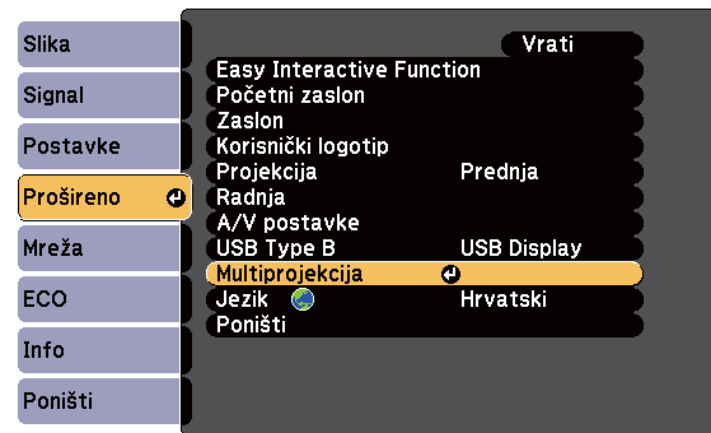 Slika
Signal
Postavke
Prošireno
Mreža
ECO
Info
Poništi
Vrati
Easy Interactive Function
Početni zaslon
Zaslon
Korisnički logotip
Projekcija Prednja
Radnja
A/V postavke
USB Type B USB Display
Multiprojekcija
Jezik Hrvatski
Poništi